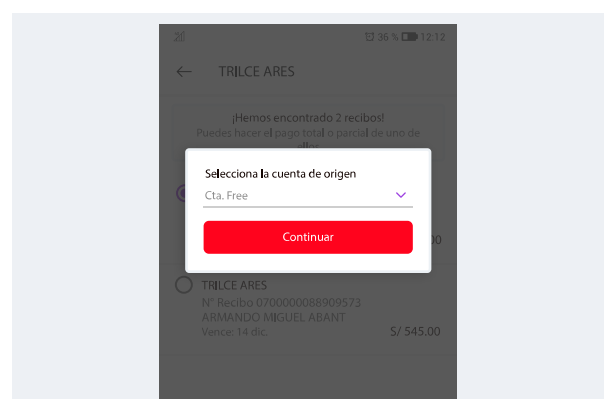 36 % 12:12
TRILCE ARES
¡Hemos encontrado 2 recibos!
Puedes hacer el pago total o parcial de uno de
ellos
Selecciona la cuenta de origen
Cta. Free
Continuar
00
TRILCE ARES
N° Recibo 0700000088909573
ARMANDO MIGUEL ABANT
Vence: 14 dic.
S/ 545.00